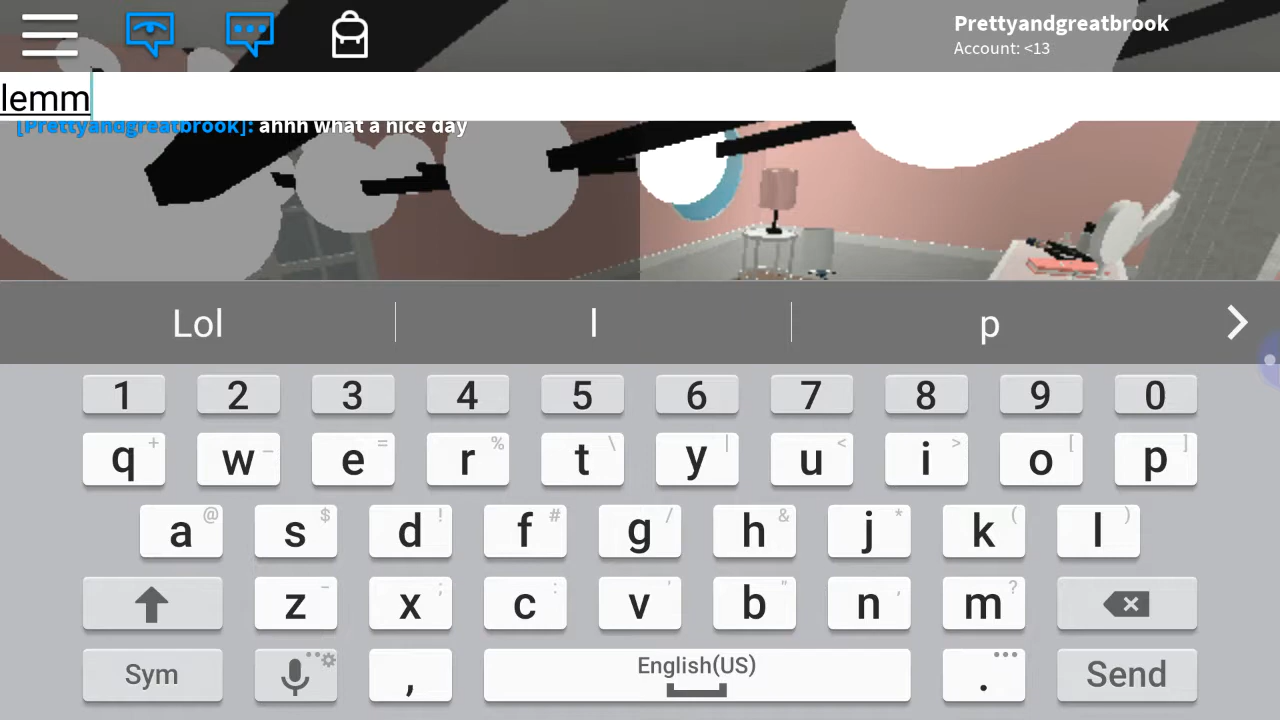 Prettyandgreatbrook
Account: <13
lemm
[Prettyandgreatbrook]: ahhh what a nice day
Lol l p
1 2 3 4 5 6 7 8 9 0
q + w _ e = r % t \ y | u < i > o [ p ]
a @ s $ d ! f # g / h & j * k ( l )
z - x ; c : v ' b " n , m ?
Sym , English(US) . Send